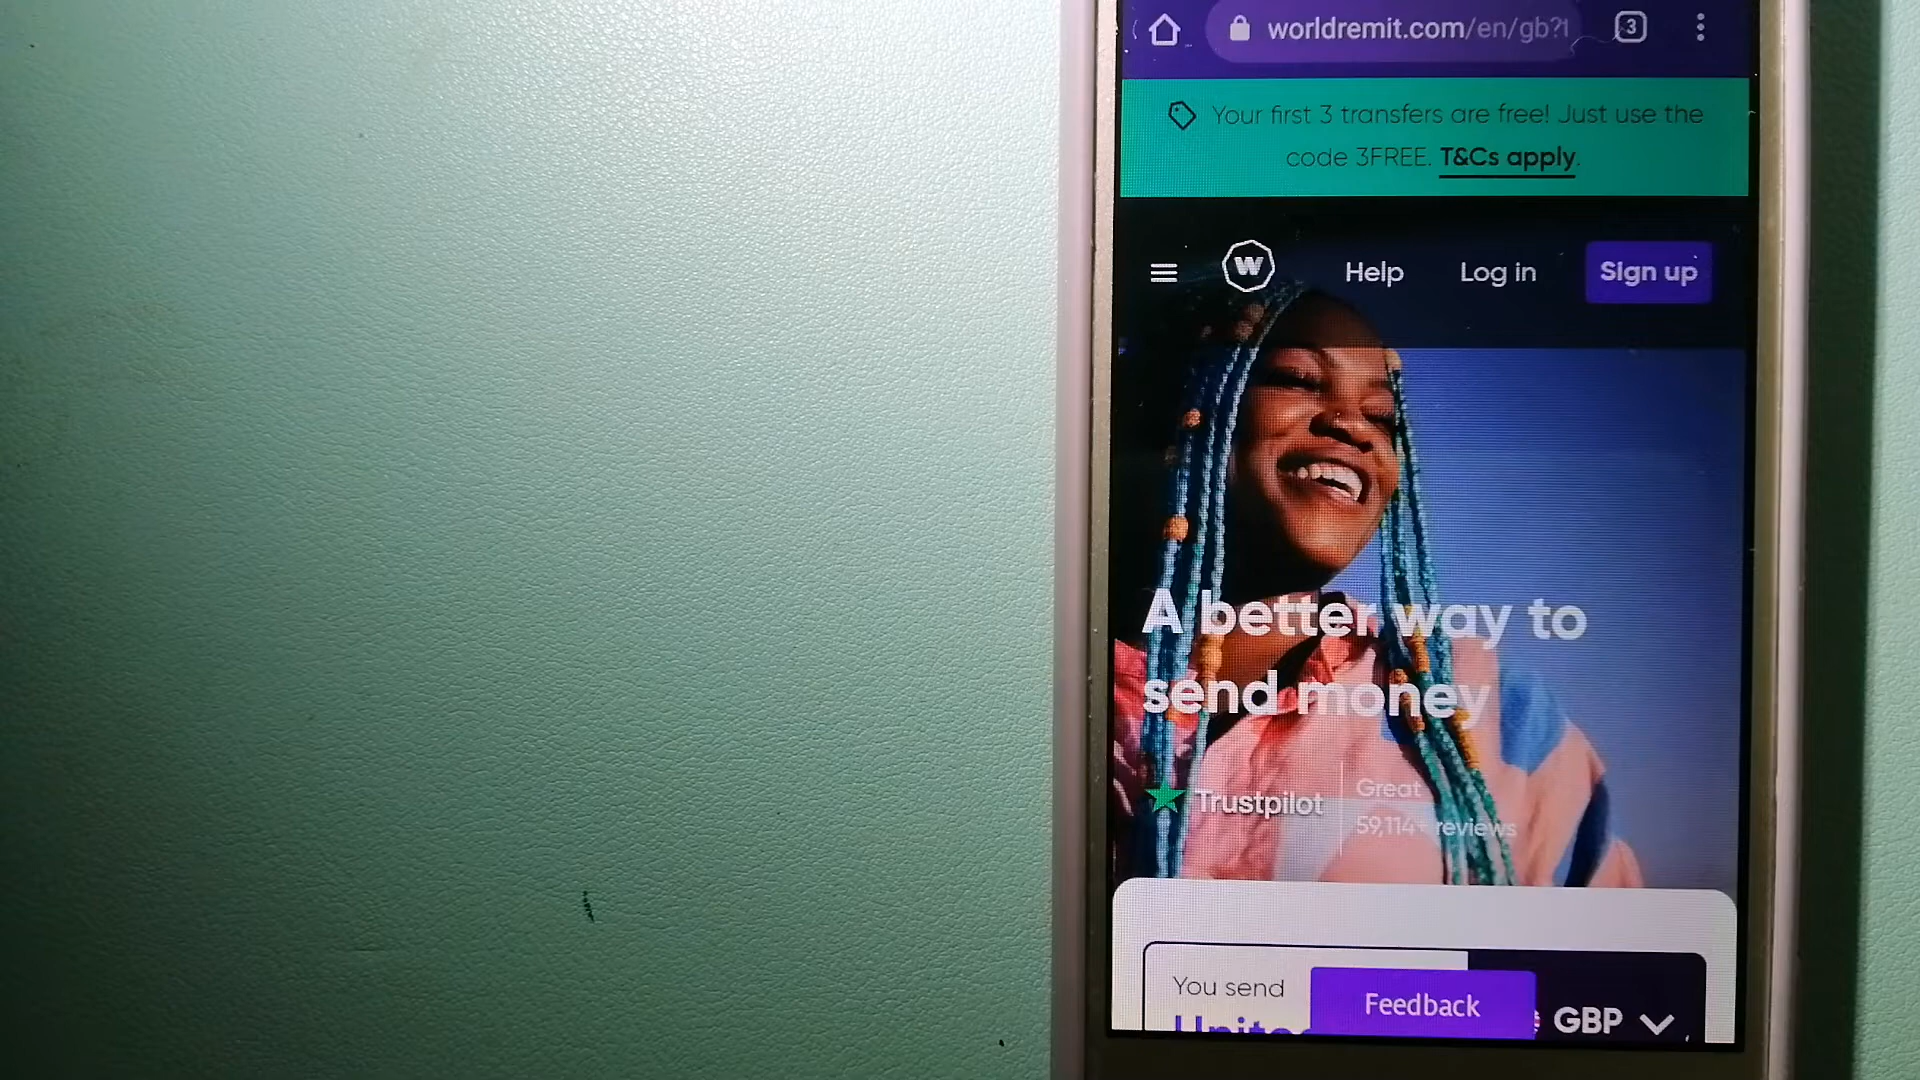 worldremit.com/en/gb?
3
Your first 3 transfers are free! Just use the
code 3FREE. T&Cs apply.
W
Help
Log in
Sign up
A better way to
send money
Trustpilot
Great
59,114+ reviews
You send
Feedback
GBP